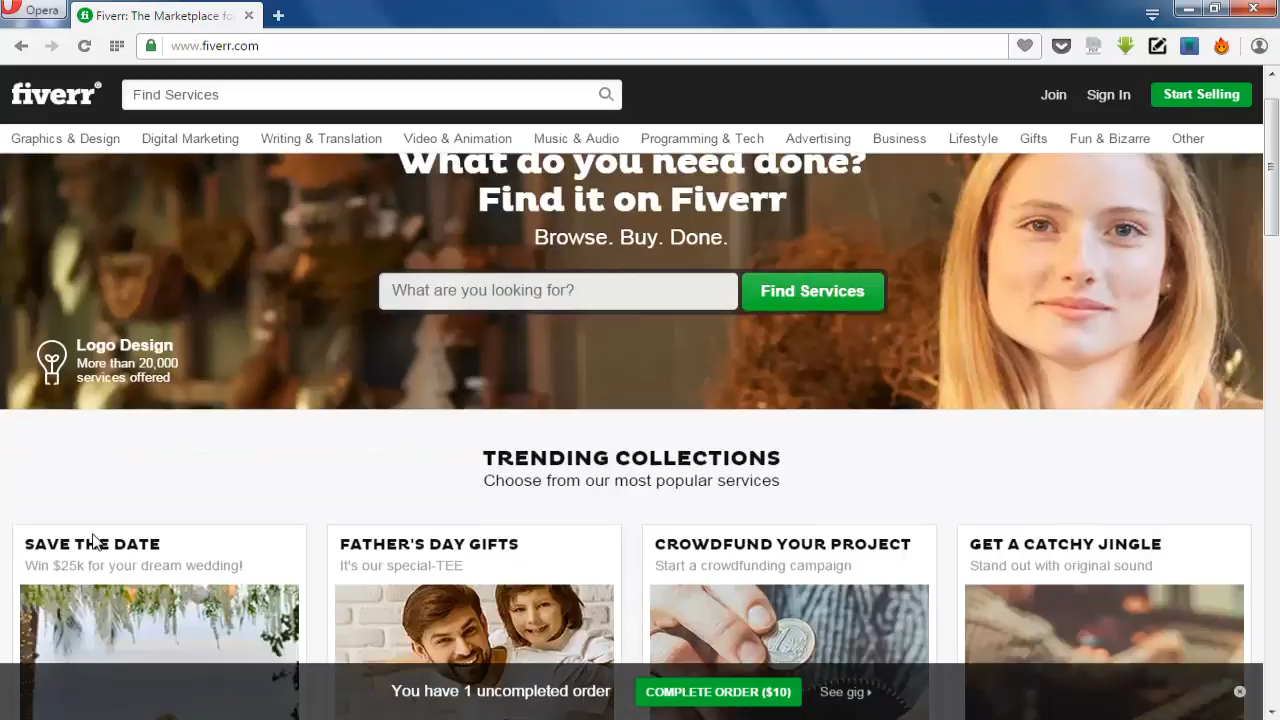 Opera
Fiverr: The Marketplace fo
www.fiverr.com
fiverr
Find Services
Join
Sign In
Start Selling
Graphics & Design
Digital Marketing
Writing & Translation
Video & Animation
Music & Audio
Programming & Tech
Advertising
Business
Lifestyle
Gifts
Fun & Bizarre
Other
What do you need done?
Find it on Fiverr
Browse. Buy. Done.
What are you looking for?
Find Services
Logo Design
More than 20,000
services offered
TRENDING COLLECTIONS
Choose from our most popular services
SAVE THE DATE
Win $25k for your dream wedding!
FATHER'S DAY GIFTS
It's our special-TEE
CROWDFUND YOUR PROJECT
Start a crowdfunding campaign
GET A CATCHY JINGLE
Stand out with original sound
You have 1 uncompleted order
COMPLETE ORDER ($10)
See gig